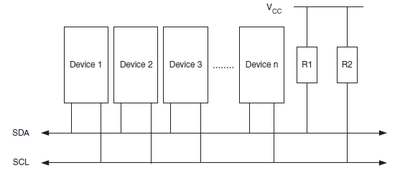 VCC
Device 1 Device 2 Device 3 ........ Device n R1 R2
SDA
SCL